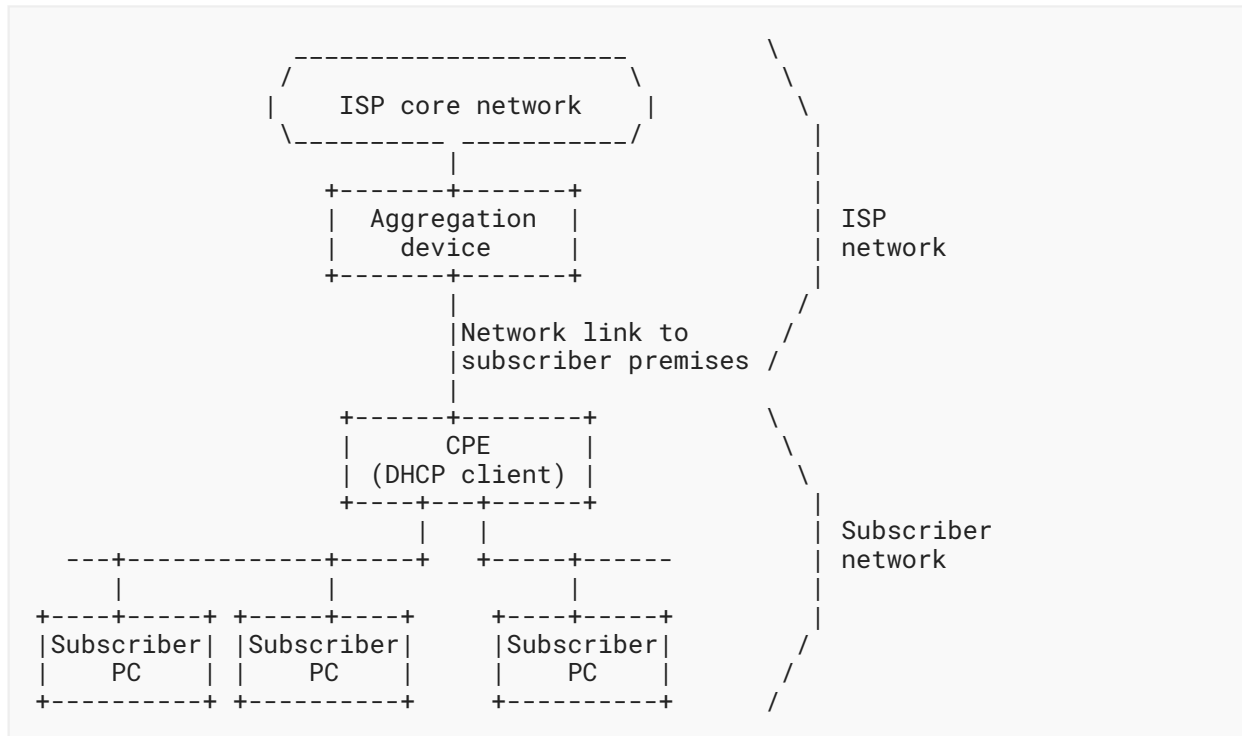 ISP core network
Aggregation
device
ISP
network
Network link to
subscriber premises
CPE
(DHCP client)
Subscriber
network
Subscriber
PC
Subscriber
PC
Subscriber
PC